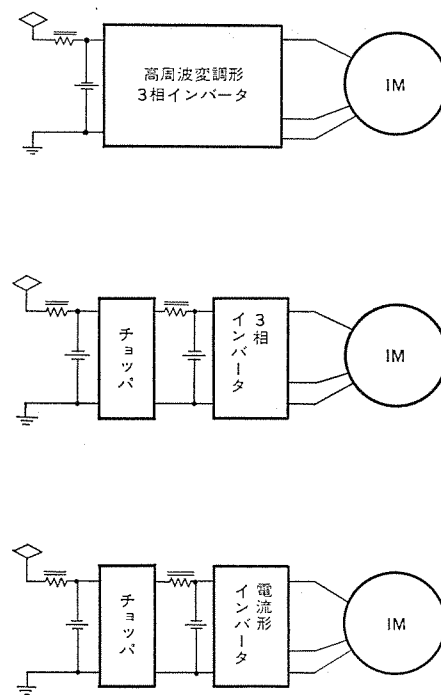 高周波変調形
3相インバータ
IM
チョッパ
3相
インバータ
IM
チョッパ
電流形
インバータ
IM